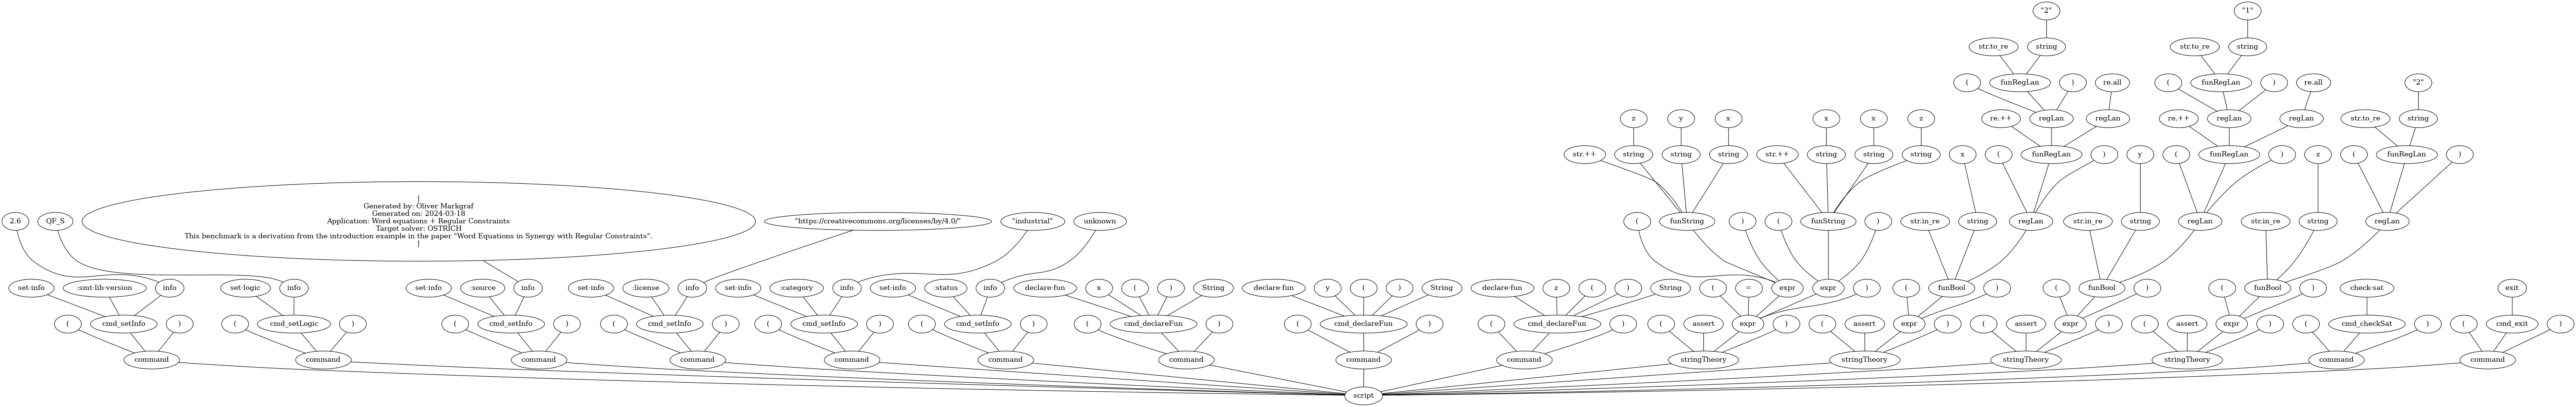 "2" "1"
str.to_re string str.to_re string
( funRegLan ) re.all ( funRegLan ) re.all "2"
z y x x x z re.++ regLan regLan re.++ regLan regLan str.to_re string
str.++ string string string str.++ string string string x ( funRegLan ) y ( funRegLan ) z ( funRegLan )
|
Generated by: Oliver Markgraf
Generated on: 2024-03-18
Application: Word equations + Regular Constraints
Target solver: OSTRICH
This benchmark is a derivation from the introduction example in the paper "Word Equations in Synergy with Regular Constraints".
|
2.6 QF_S "https://creativecommons.org/licenses/by/4.0/" "industrial" unknown ( funString ) ( funString ) str.in_re string regLan str.in_re string regLan str.in_re string regLan
set-info :smt-lib-version info set-logic info set-info :source info set-info :license info set-info :category info set-info :status info declare-fun x ( ) String declare-fun y ( ) String declare-fun z ( ) String ( = expr expr ) ( funBool ) ( funBool ) ( funBool ) check-sat exit
( cmd_setInfo ) ( cmd_setLogic ) ( cmd_setInfo ) ( cmd_setInfo ) ( cmd_setInfo ) ( cmd_setInfo ) ( cmd_declareFun ) ( cmd_declareFun ) ( cmd_declareFun ) ( assert expr ) ( assert expr ) ( assert expr ) ( assert expr ) ( cmd_checkSat ) ( cmd_exit )
command command command command command command command command command stringTheory stringTheory stringTheory stringTheory command command
script